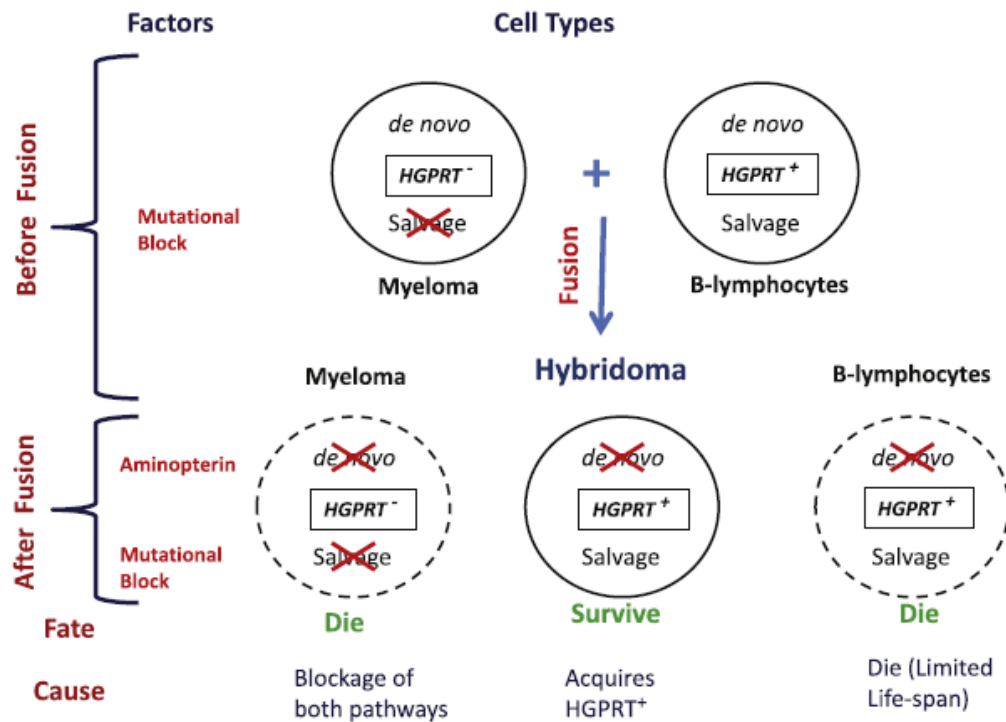 Factors
Cell Types
Before Fusion
Mutational
Block
de novo
HGPRT⁻
Salvage
Myeloma
+
de novo
HGPRT⁺
Salvage
B-lymphocytes
Fusion
Myeloma
Hybridoma
B-lymphocytes
After Fusion
Aminopterin
Mutational
Block
de novo
HGPRT⁻
Salvage
de novo
HGPRT⁺
Salvage
de novo
HGPRT⁺
Salvage
Fate
Die
Survive
Die
Cause
Blockage of
both pathways
Acquires
HGPRT⁺
Die (Limited
Life-span)